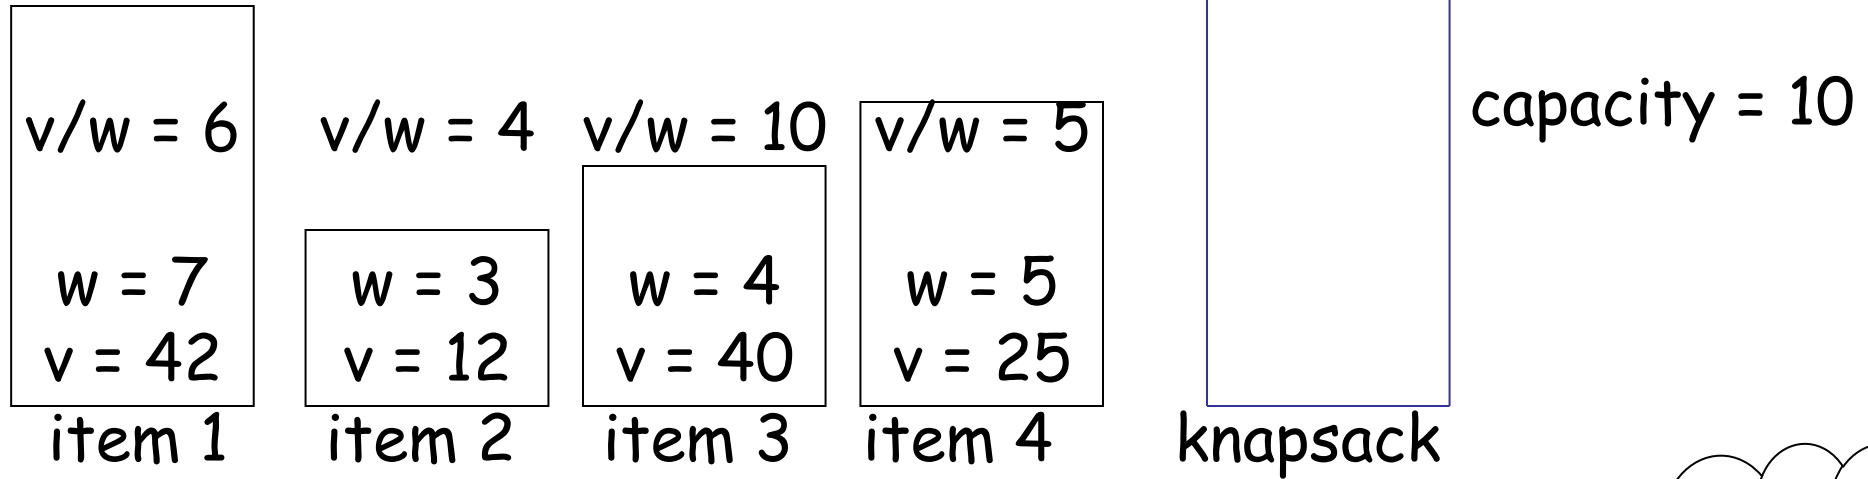 v/w = 6 v/w = 4 v/w = 10 v/w = 5 capacity = 10
w = 7 w = 3 w = 4 w = 5
v = 42 v = 12 v = 40 v = 25
item 1 item 2 item 3 item 4 knapsack